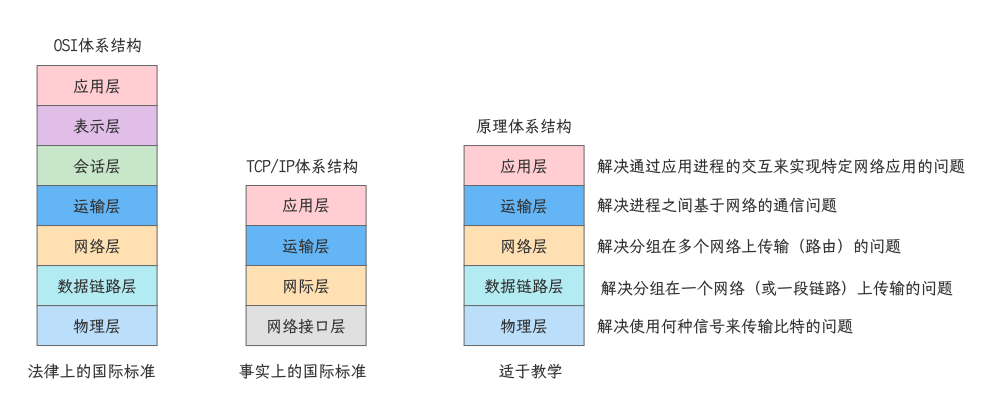 OSI体系结构
应用层
表示层
会话层
运输层
网络层
数据链路层
物理层
法律上的国际标准
TCP/IP体系结构
应用层
运输层
网际层
网络接口层
事实上的国际标准
原理体系结构
应用层 解决通过应用进程的交互来实现特定网络应用的问题
运输层 解决进程之间基于网络的通信问题
网络层 解决分组在多个网络上传输（路由）的问题
数据链路层 解决分组在一个网络（或一段链路）上传输的问题
物理层 解决使用何种信号来传输比特的问题
适于教学